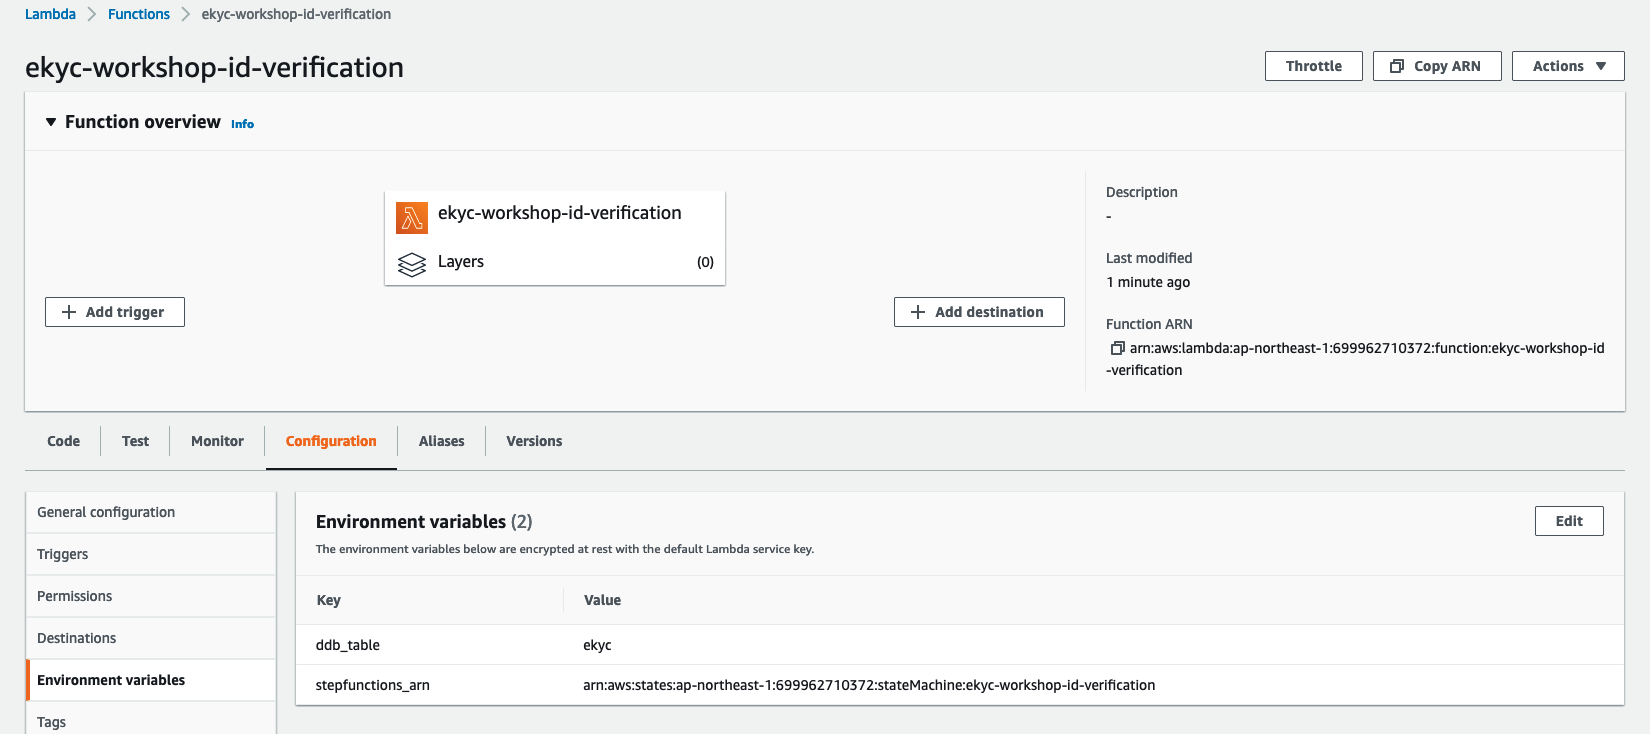 Lambda > Functions > ekyc-workshop-id-verification
ekyc-workshop-id-verification
Throttle
Copy ARN
Actions
Function overview Info
ekyc-workshop-id-verification
Layers (0)
Add trigger
Add destination
Description
-
Last modified
1 minute ago
Function ARN
arn:aws:lambda:ap-northeast-1:699962710372:function:ekyc-workshop-id
-verification
Code
Test
Monitor
Configuration
Aliases
Versions
General configuration
Triggers
Permissions
Destinations
Environment variables
Tags
Environment variables (2)
Edit
The environment variables below are encrypted at rest with the default Lambda service key.
Key Value
ddb_table ekyc
stepfunctions_arn arn:aws:states:ap-northeast-1:699962710372:stateMachine:ekyc-workshop-id-verification